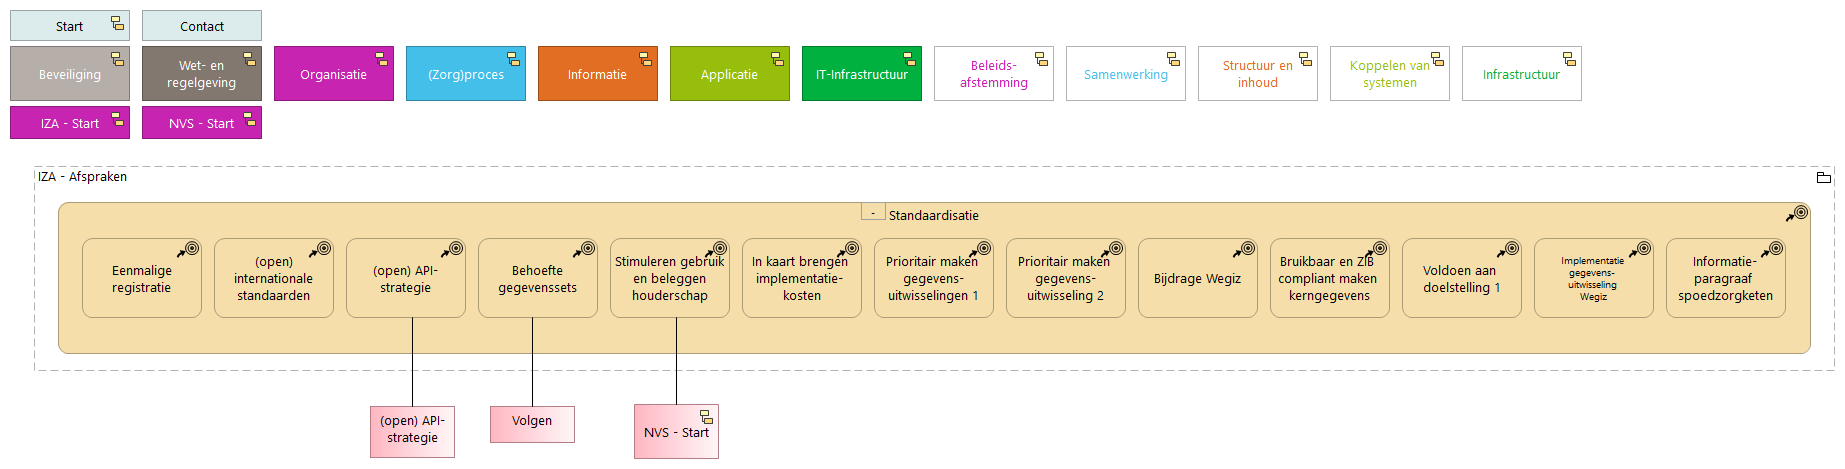 Start
Contact
Beveiliging
Wet- en
regelgeving
Organisatie
(Zorg)proces
Informatie
Applicatie
IT-Infrastructuur
Beleids-
afstemming
Samenwerking
Structuur en
inhoud
Koppelen van
systemen
Infrastructuur
IZA - Start
NVS - Start
IZA - Afspraken
- Standaardisatie
Eenmalige
registratie
(open)
internationale
standaarden
(open) API-
strategie
Behoefte
gegevenssets
Stimuleren gebruik
en beleggen
houderschap
In kaart brengen
implementatie-
kosten
Prioritair maken
gegevens-
uitwisselingen 1
Prioritair maken
gegevens-
uitwisseling 2
Bijdrage Wegiz
Bruikbaar en ZIB
compliant maken
kerngegevens
Voldoen aan
doelstelling 1
Implementatie
gegevens-
uitwisseling
Wegiz
Informatie-
paragraaf
spoedzorgketen
(open) API-
strategie
Volgen
NVS - Start